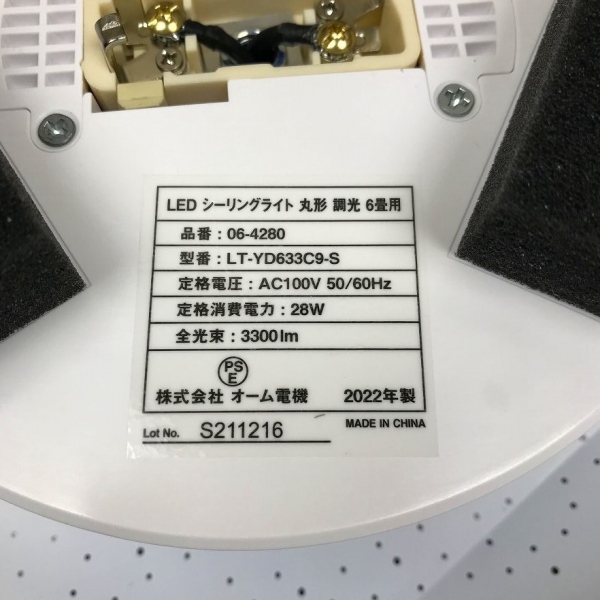 LED シーリングライト 丸形 調光 6畳用
品番：06-4280
型番：LT-YD633C9-S
定格電圧：AC100V 50/60Hz
定格消費電力：28W
全光束：3300lm
PS
E
株式会社 オーム電機 2022年製
Lot No. S211216 MADE IN CHINA